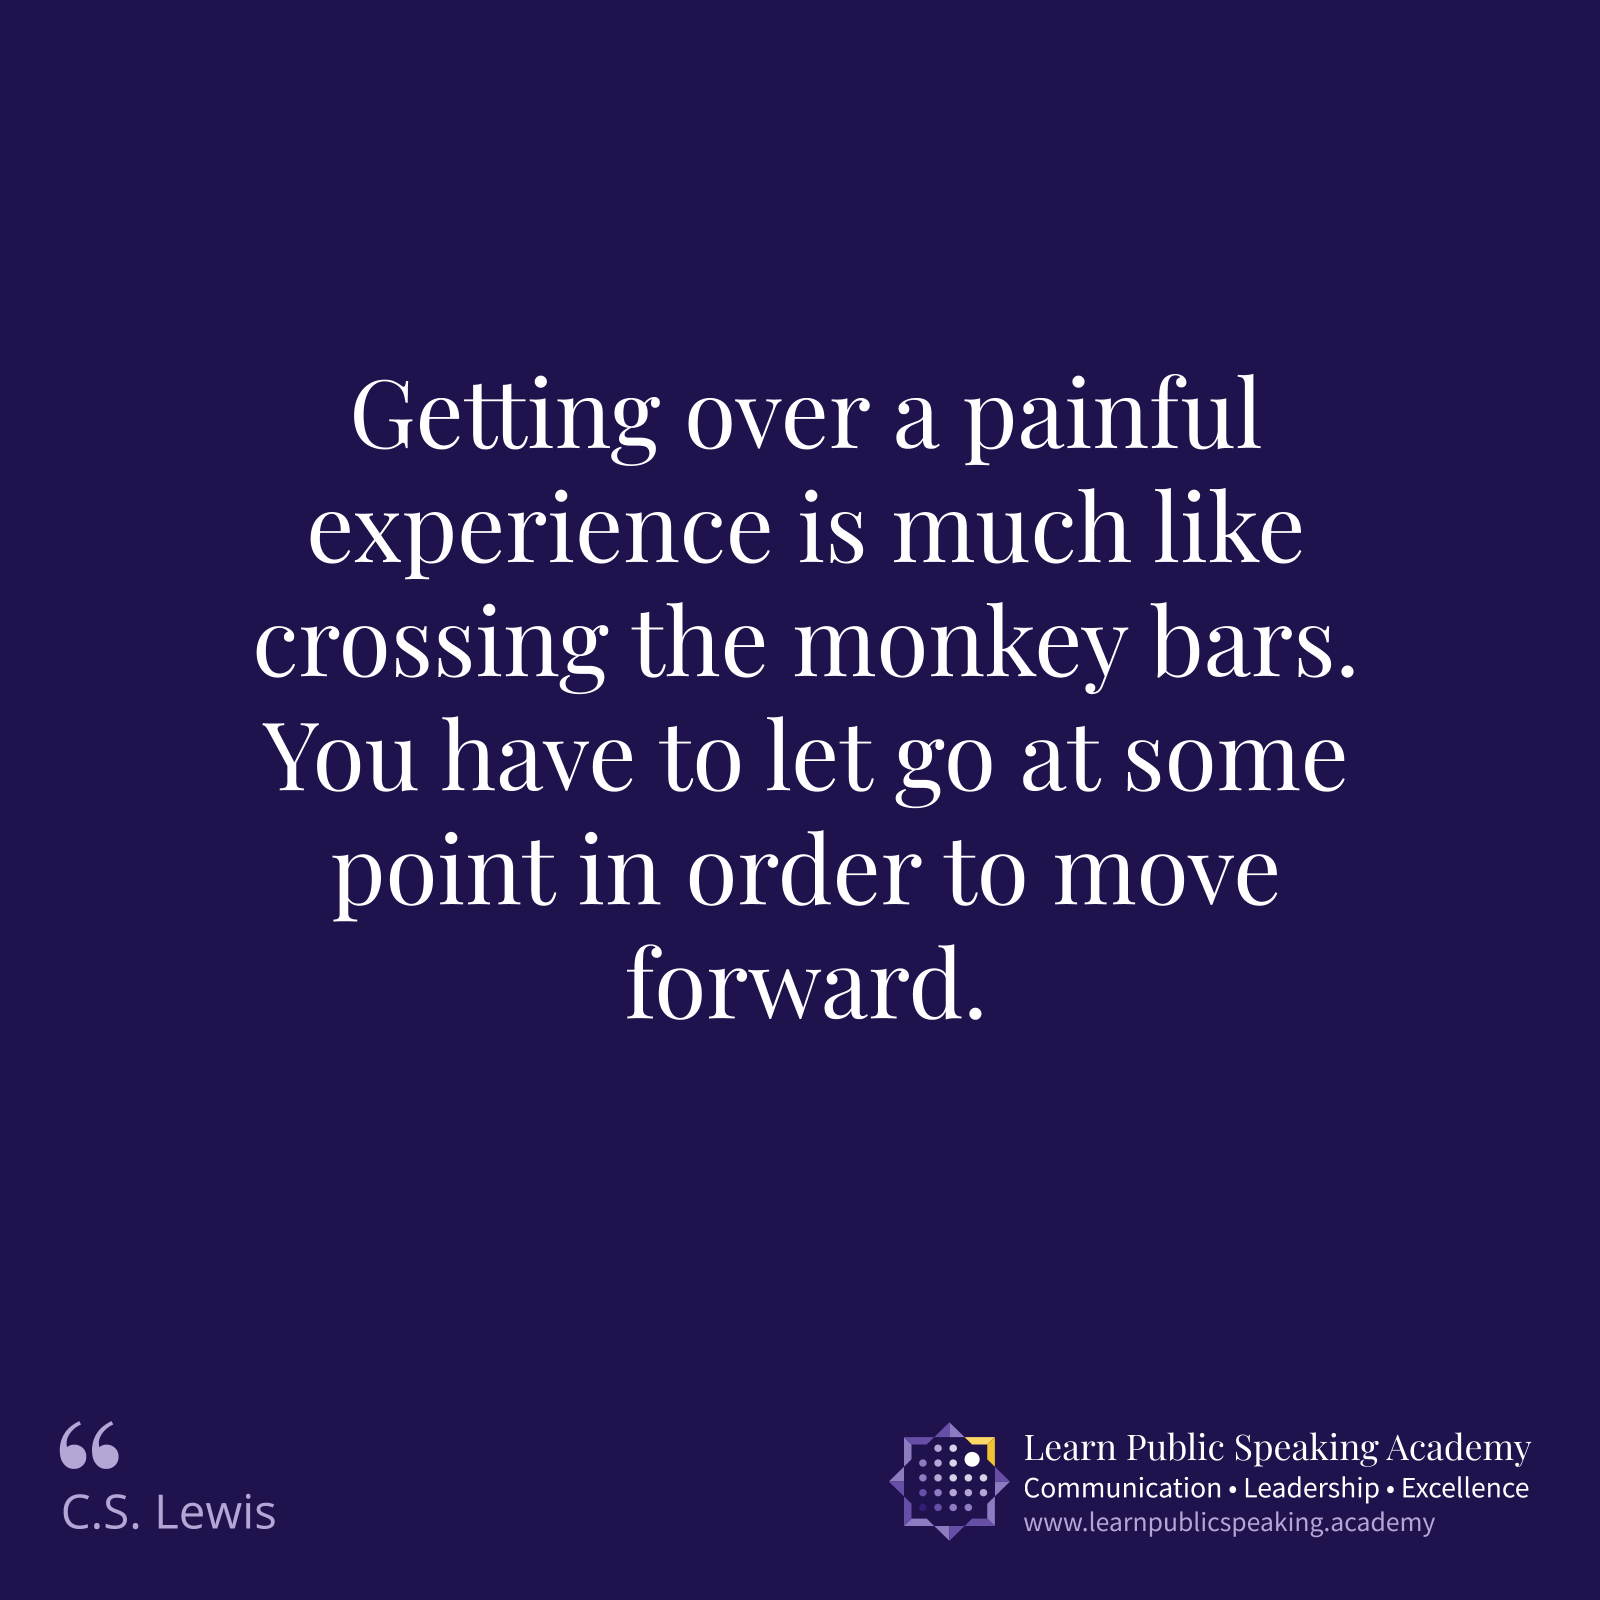 Getting over a painful
experience is much like
crossing the monkey bars.
You have to let go at some
point in order to move
forward.
“
C.S. Lewis
Learn Public Speaking Academy
Communication • Leadership • Excellence
www.learnpublicspeaking.academy